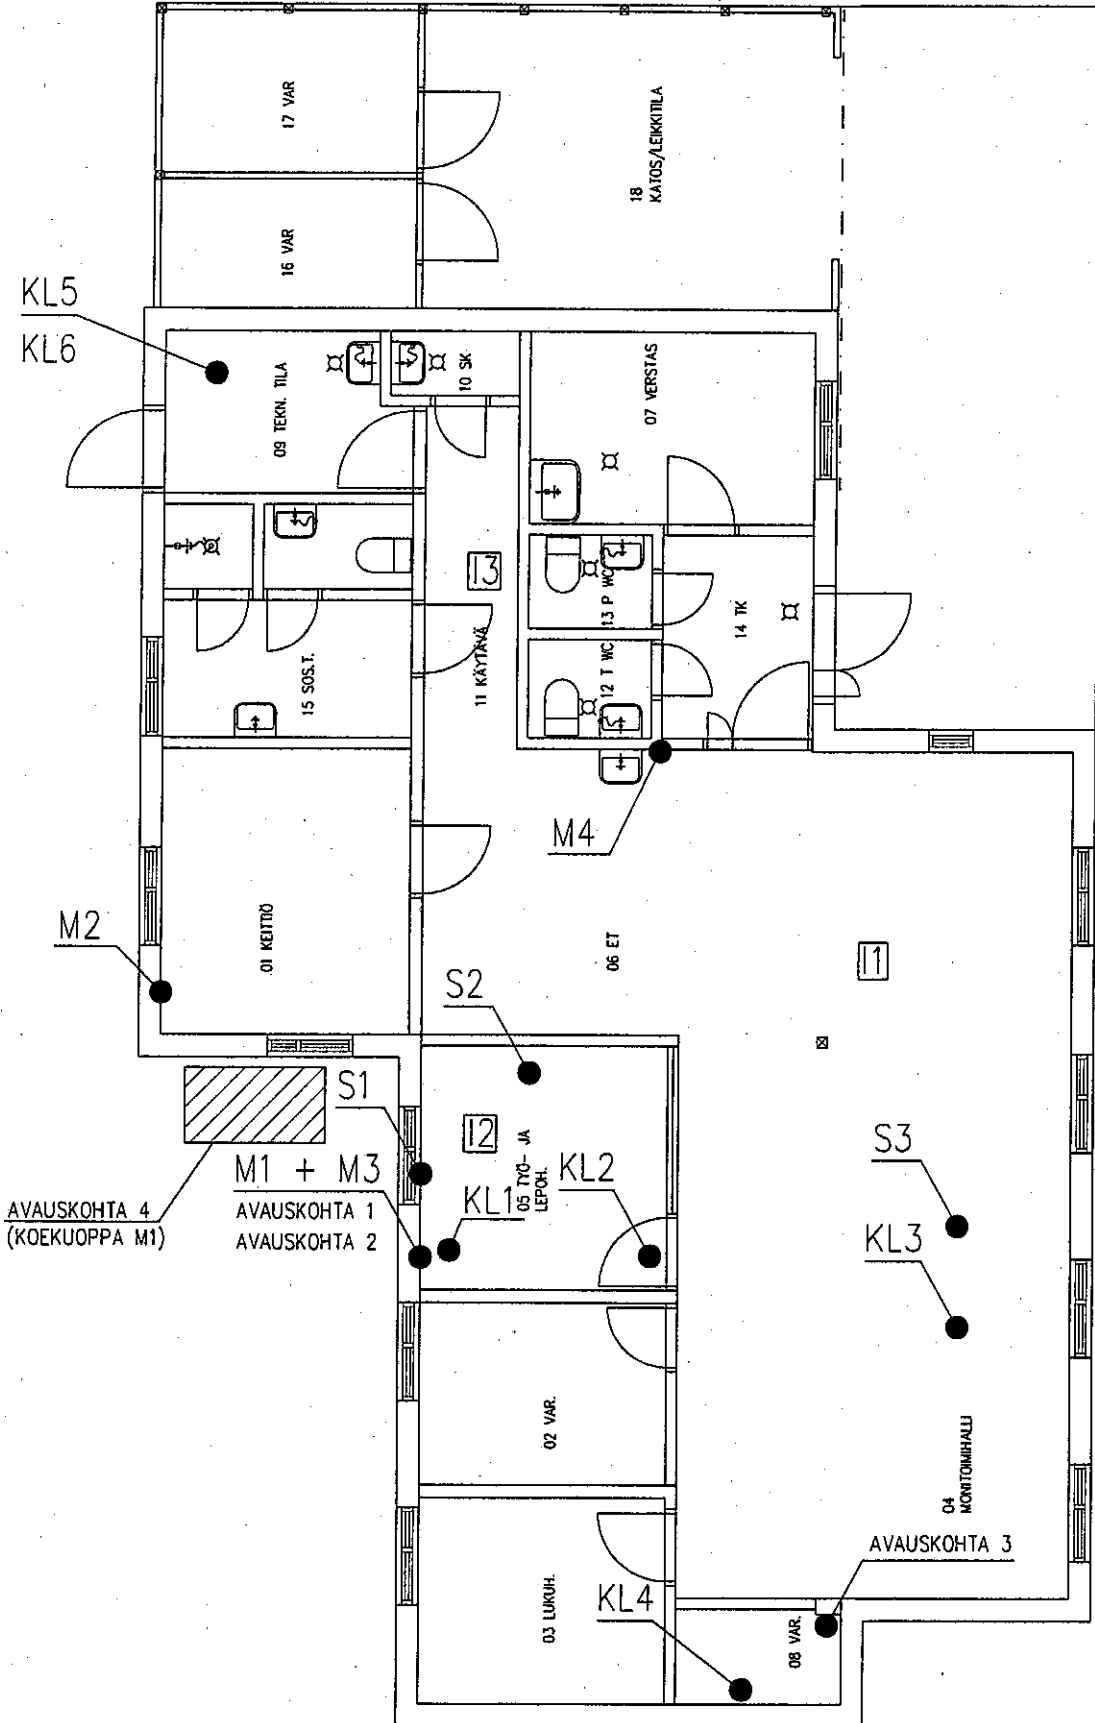 17 VAR
18
KATOS/LEIKKITILA
16 VAR
KL5
KL6
09 TEKN. TILA
10 SK
07 VERSTAS
I3
13 P WC
14 TK
15 SOS.T.
11 KÄYTÄVÄ
12 T WC
M4
M2
01 KEITTIÖ
06 ET
I1
S2
S1
I2
05 TYÖ- JA
LEPOH.
M1 + M3
AVAUSKOHTA 1
AVAUSKOHTA 2
KL1
KL2
S3
KL3
AVAUSKOHTA 4
(KOEKUOPPA M1)
02 VAR.
04
MONITOIMIHALLI
AVAUSKOHTA 3
03 LUKUH.
KL4
08 VAR.